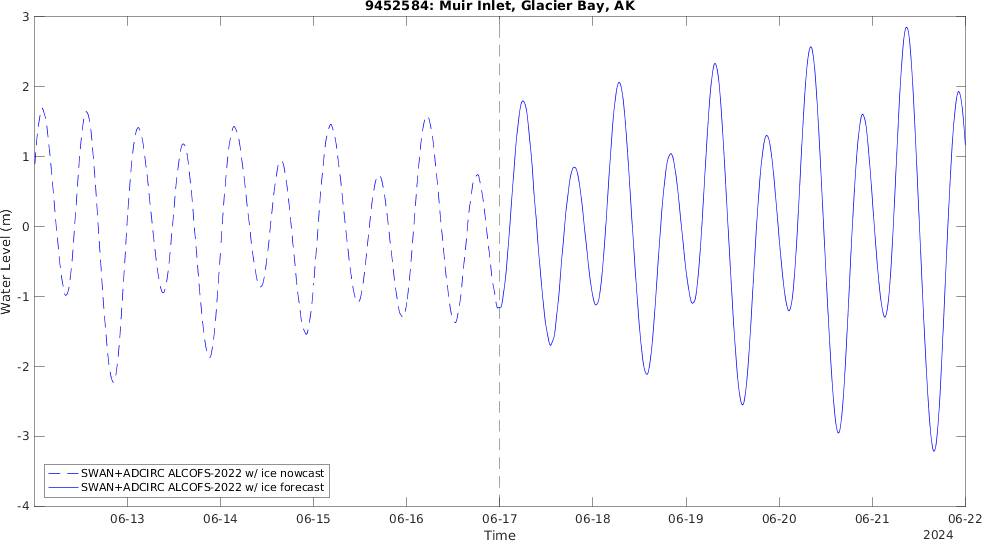 9452584: Muir Inlet, Glacier Bay, AK
3
2
1
0
-1
-2
-3
-4
Water Level (m)
SWAN+ADCIRC ALCOFS-2022 w/ ice nowcast
SWAN+ADCIRC ALCOFS-2022 w/ ice forecast
06-13 06-14 06-15 06-16 06-17 06-18 06-19 06-20 06-21 06-22
Time
2024